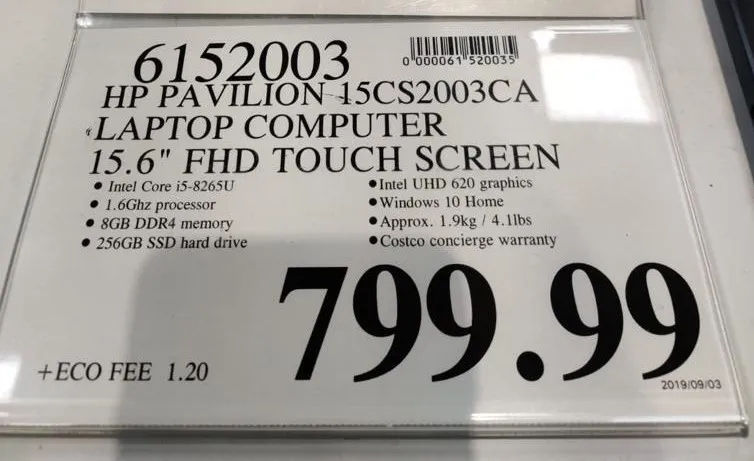 6152003
0 000061 520035
HP PAVILION 15CS2003CA
LAPTOP COMPUTER
15.6" FHD TOUCH SCREEN
• Intel Core i5-8265U
• 1.6Ghz processor
• 8GB DDR4 memory
• 256GB SSD hard drive
• Intel UHD 620 graphics
• Windows 10 Home
• Approx. 1.9kg / 4.1lbs
• Costco concierge warranty
799.99
+ECO FEE 1.20
2019/09/03